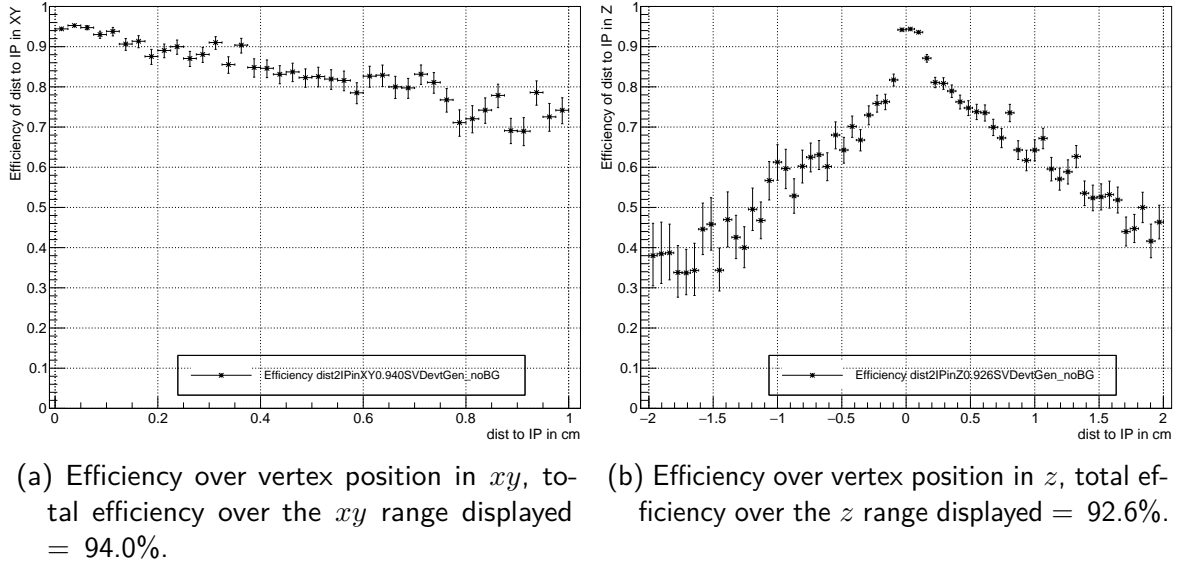 Efficiency of dist to IP in XY
1
0.9
0.8
0.7
0.6
0.5
0.4
0.3
0.2
0.1
0
0 0.2 0.4 0.6 0.8 1
dist to IP in cm
Efficiency dist2IPinXY0.940SVDevtGen_noBG
Efficiency of dist to IP in Z
1
0.9
0.8
0.7
0.6
0.5
0.4
0.3
0.2
0.1
0
−2 −1.5 −1 −0.5 0 0.5 1 1.5 2
dist to IP in cm
Efficiency dist2IPinZ0.926SVDevtGen_noBG
(a) Efficiency over vertex position in xy, to-
tal efficiency over the xy range displayed
= 94.0%.
(b) Efficiency over vertex position in z, total ef-
ficiency over the z range displayed = 92.6%.